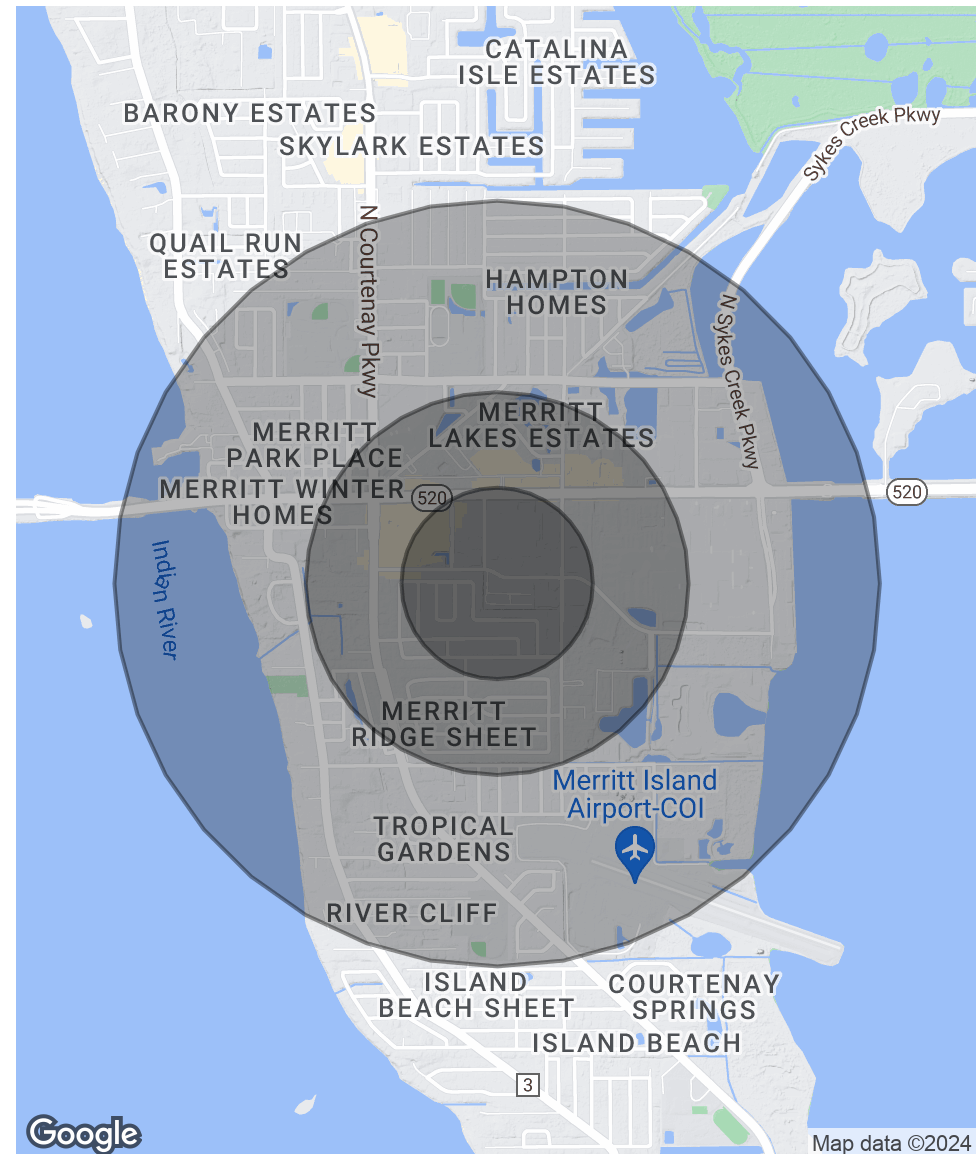 CATALINA
ISLE ESTATES
BARONY ESTATES
SKYLARK ESTATES
Sykes Creek Pkwy
N Courtenay Pkwy
QUAIL RUN
ESTATES
HAMPTON
HOMES
N Sykes Creek Pkwy
MERRITT
LAKES ESTATES
MERRITT
PARK PLACE
MERRITT WINTER
HOMES
520
520
Indian River
MERRITT
RIDGE SHEET
Merritt Island
Airport-COI
TROPICAL
GARDENS
RIVER CLIFF
ISLAND
BEACH SHEET
COURTENAY
SPRINGS
ISLAND BEACH
3
Google
Map data ©2024